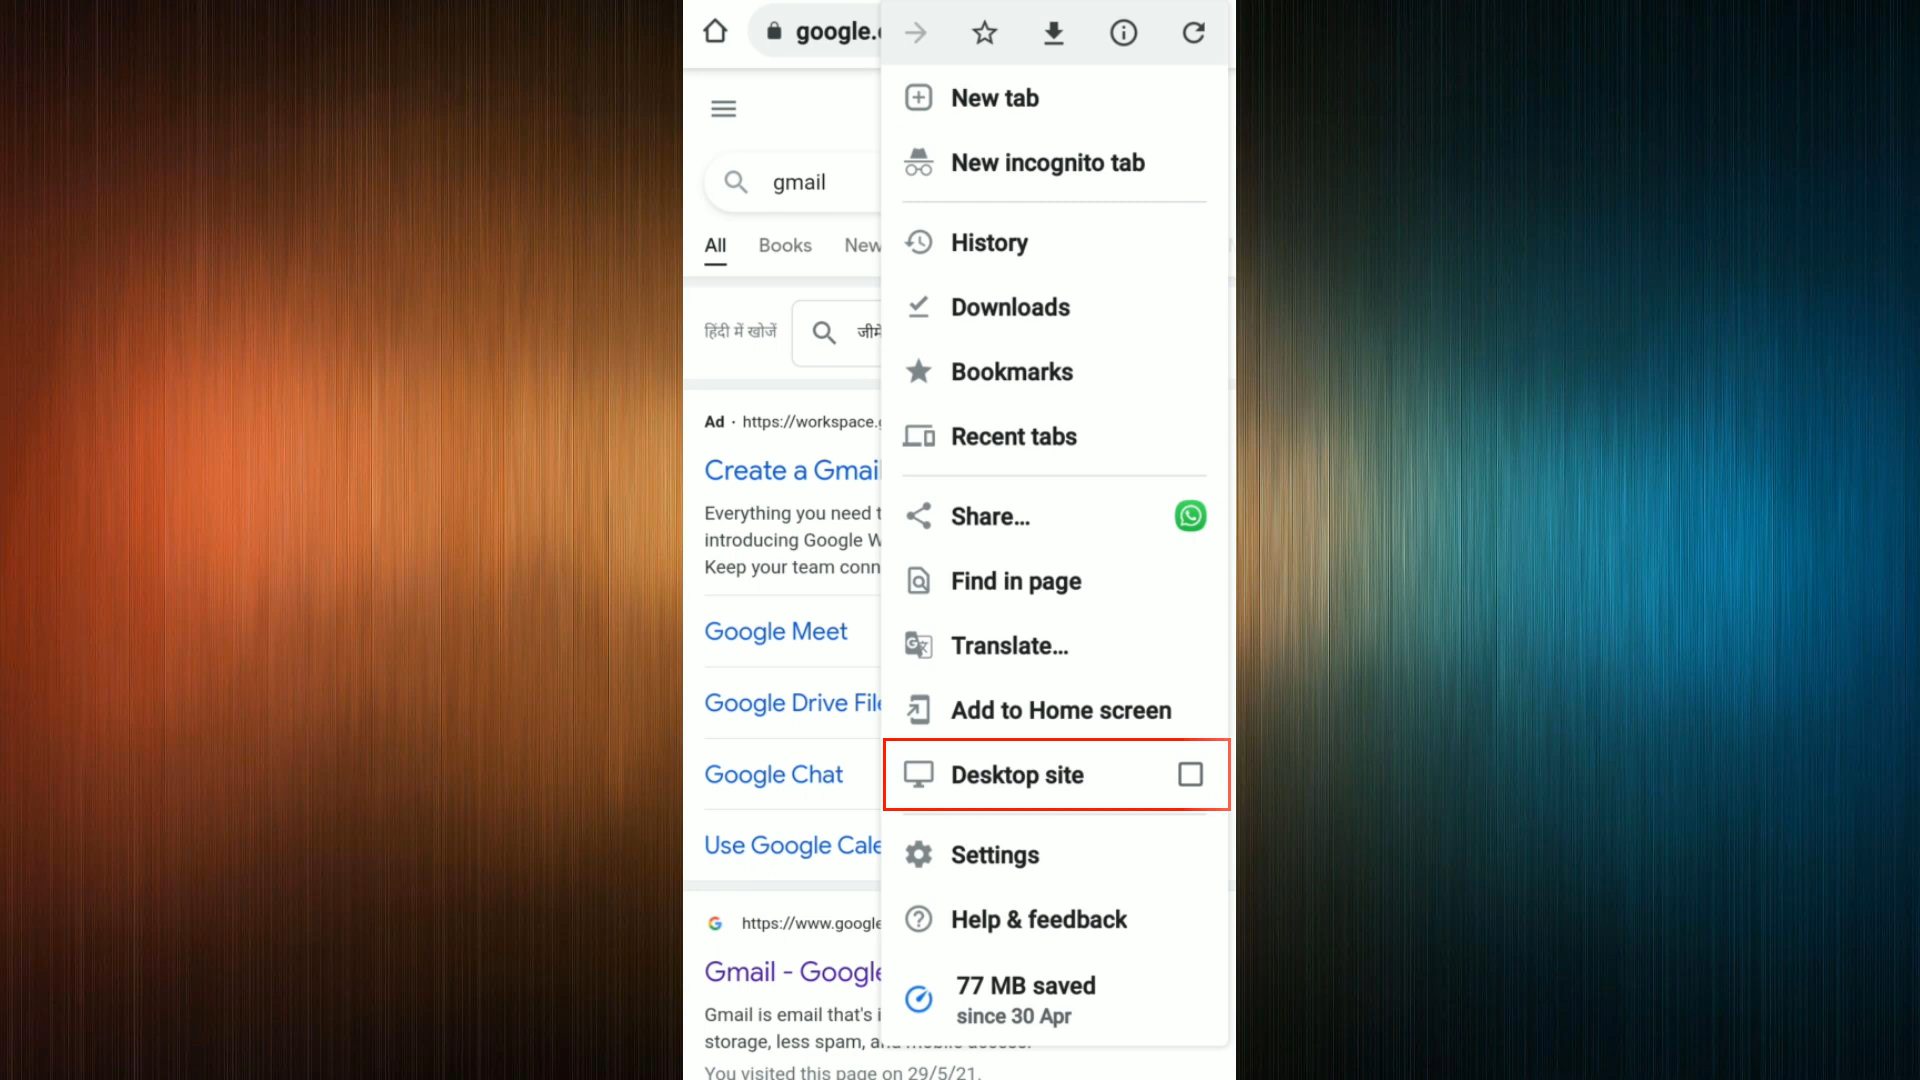 google.
gmail
All Books New
हिंदी में खोजें
Ad · https://workspace.
Create a Gmail
Everything you need
introducing Google W
Keep your team conn
Google Meet
Google Drive File
Google Chat
Use Google Cale
https://www.google
Gmail - Google
Gmail is email that's
storage, less spam,
You visited this page on 29/5/21.
New tab
New incognito tab
History
Downloads
Bookmarks
Recent tabs
Share...
Find in page
Translate...
Add to Home screen
Desktop site
Settings
Help & feedback
77 MB saved
since 30 Apr